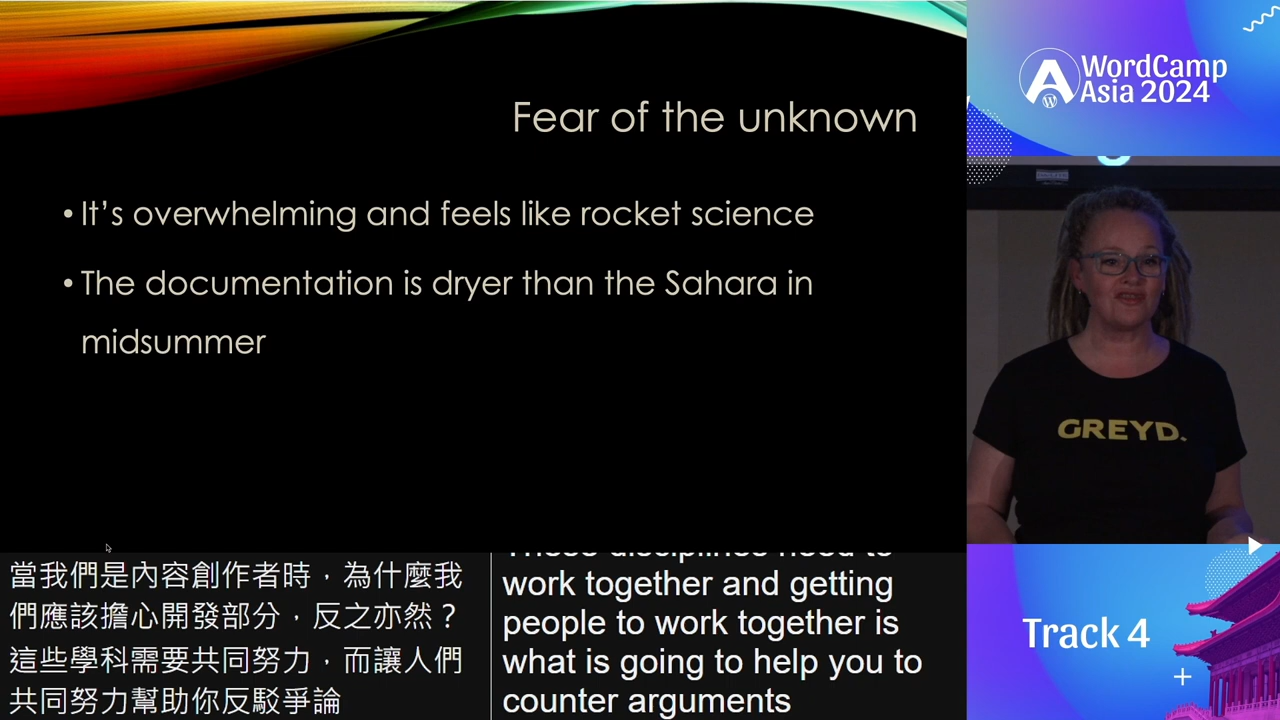 Fear of the unknown
• It's overwhelming and feels like rocket science
• The documentation is dryer than the Sahara in
midsummer
WordCamp
Asia 2024
GREYD.
Track 4
當我們是內容創作者時，為什麼我
們應該擔心開發部分，反之亦然？
這些學科需要共同努力，而讓人們
共同努力幫助你反駁爭論
These disciplines need to
work together and getting
people to work together is
what is going to help you to
counter arguments